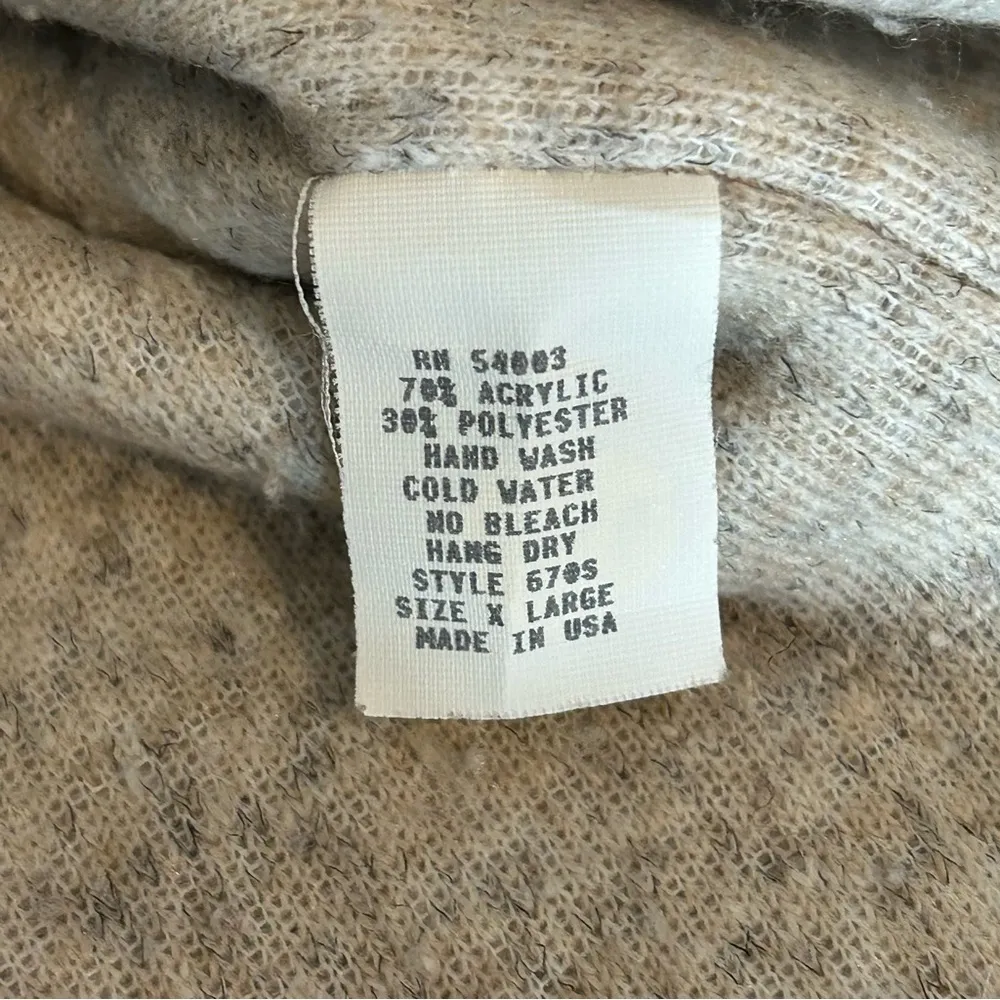 RN 54003
70% ACRYLIC
30% POLYESTER
HAND WASH
COLD WATER
NO BLEACH
HANG DRY
STYLE 670S
SIZE X LARGE
MADE IN USA